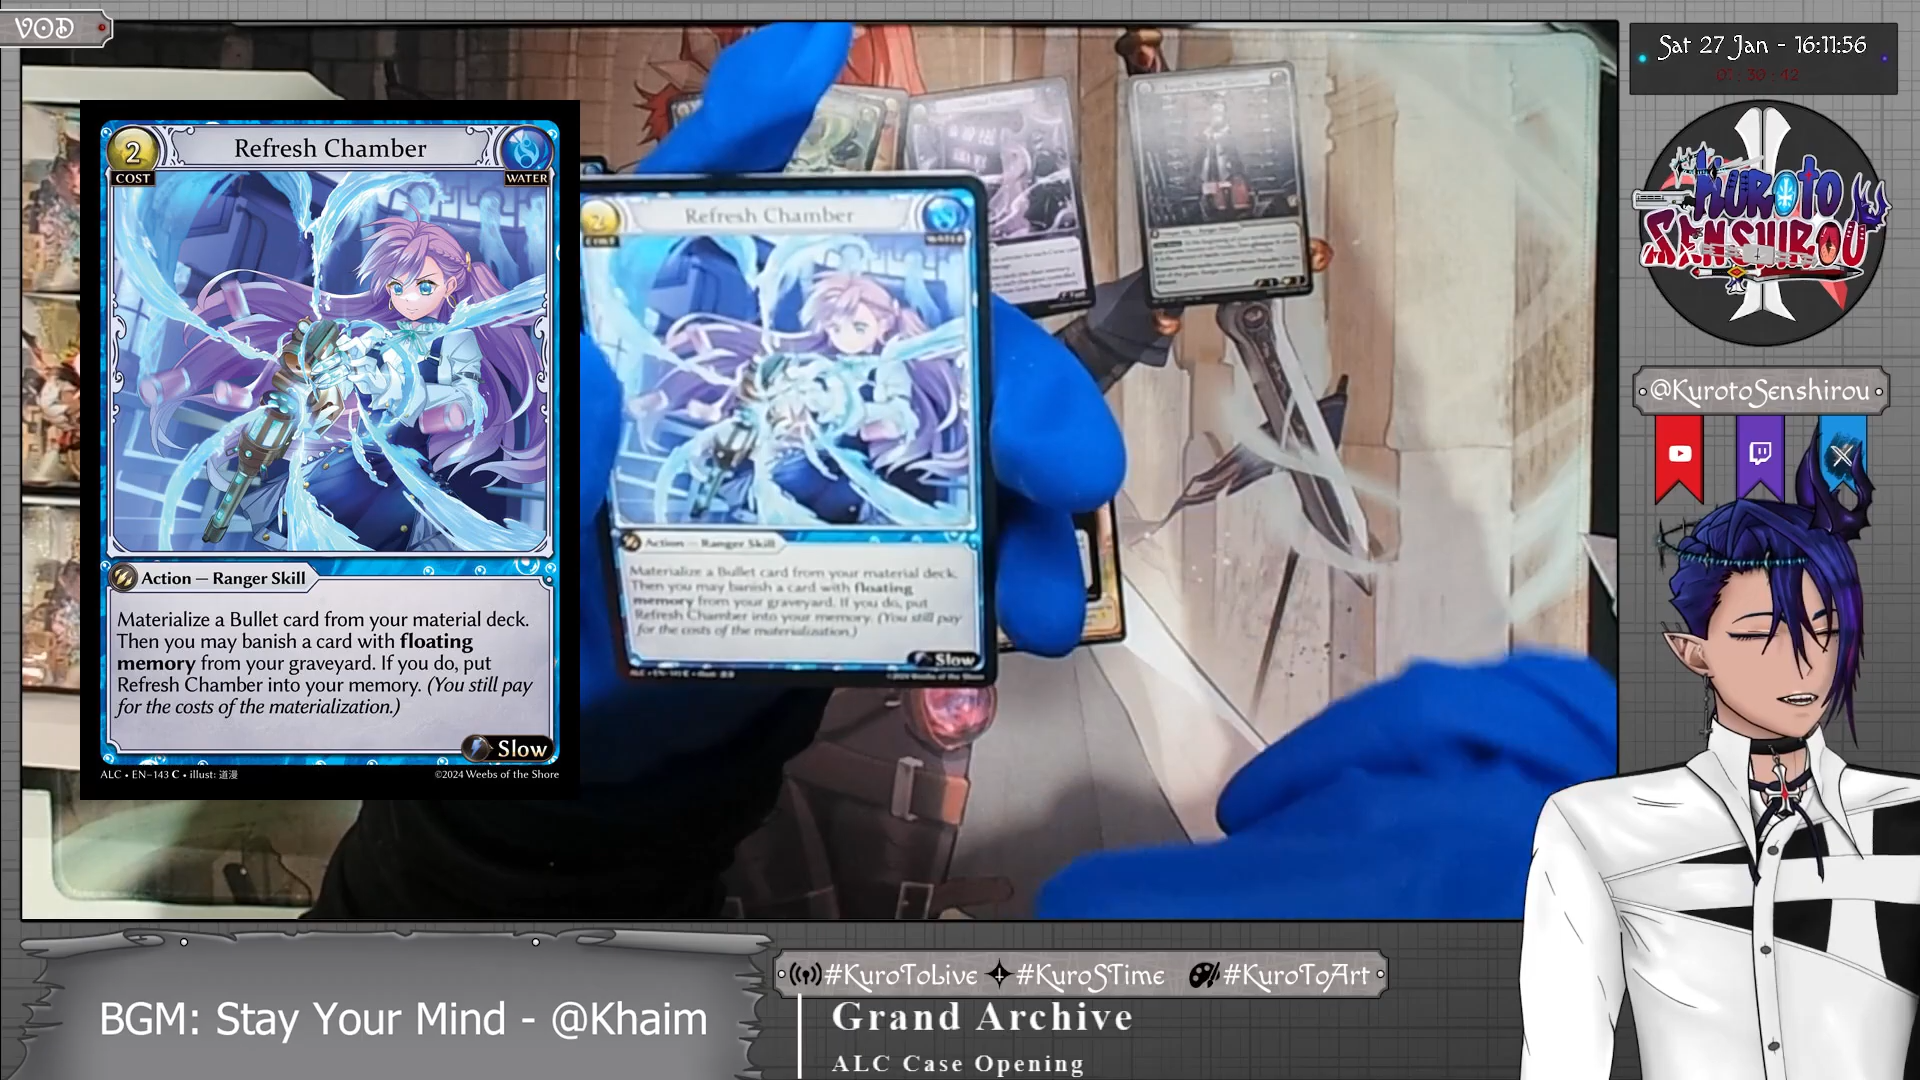 VOD
Sat 27 Jan - 16:11:56
01:30:42
2
COST
Refresh Chamber
WATER
Action — Ranger Skill
Materialize a Bullet card from your material deck.
Then you may banish a card with floating
memory from your graveyard. If you do, put
Refresh Chamber into your memory. (You still pay
for the costs of the materialization.)
Slow
ALC • EN-143 C • illust: 道漫
©2024 Weebs of the Shore
2
COST
Refresh Chamber
WATER
Action — Ranger Skill
Materialize a Bullet card from your material deck.
Then you may banish a card with floating
memory from your graveyard. If you do, put
Refresh Chamber into your memory. (You still pay
for the costs of the materialization.)
Slow
KUROTO
SENSHIROU
@KurotoSenshirou
#KuroToLive #KuroSTime #KuroToArt
BGM: Stay Your Mind - @Khaim
Grand Archive
ALC Case Opening